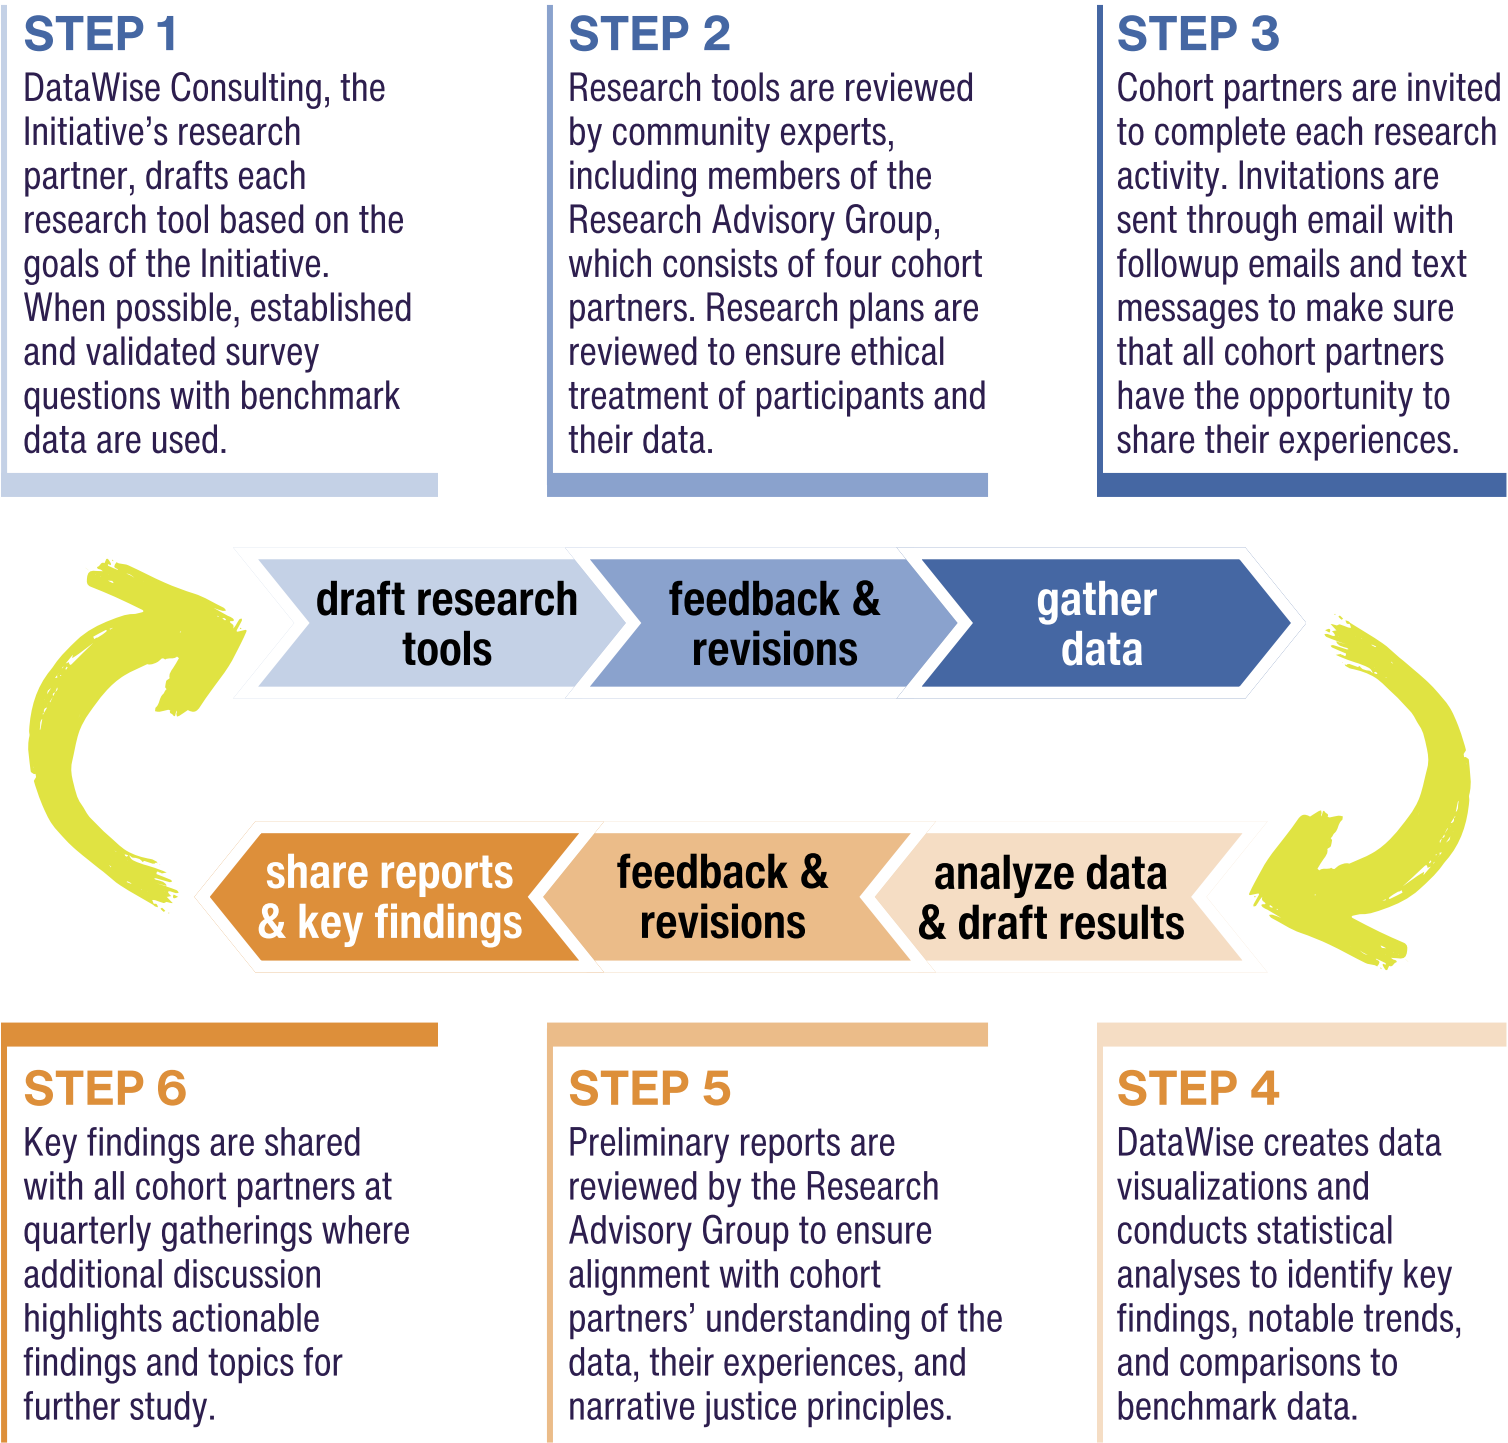 STEP 1
DataWise Consulting, the
Initiative’s research
partner, drafts each
research tool based on the
goals of the Initiative.
When possible, established
and validated survey
questions with benchmark
data are used.
STEP 2
Research tools are reviewed
by community experts,
including members of the
Research Advisory Group,
which consists of four cohort
partners. Research plans are
reviewed to ensure ethical
treatment of participants and
their data.
STEP 3
Cohort partners are invited
to complete each research
activity. Invitations are
sent through email with
followup emails and text
messages to make sure
that all cohort partners
have the opportunity to
share their experiences.
draft research
tools
feedback &
revisions
gather
data
share reports
& key findings
feedback &
revisions
analyze data
& draft results
STEP 6
Key findings are shared
with all cohort partners at
quarterly gatherings where
additional discussion
highlights actionable
findings and topics for
further study.
STEP 5
Preliminary reports are
reviewed by the Research
Advisory Group to ensure
alignment with cohort
partners’ understanding of the
data, their experiences, and
narrative justice principles.
STEP 4
DataWise creates data
visualizations and
conducts statistical
analyses to identify key
findings, notable trends,
and comparisons to
benchmark data.